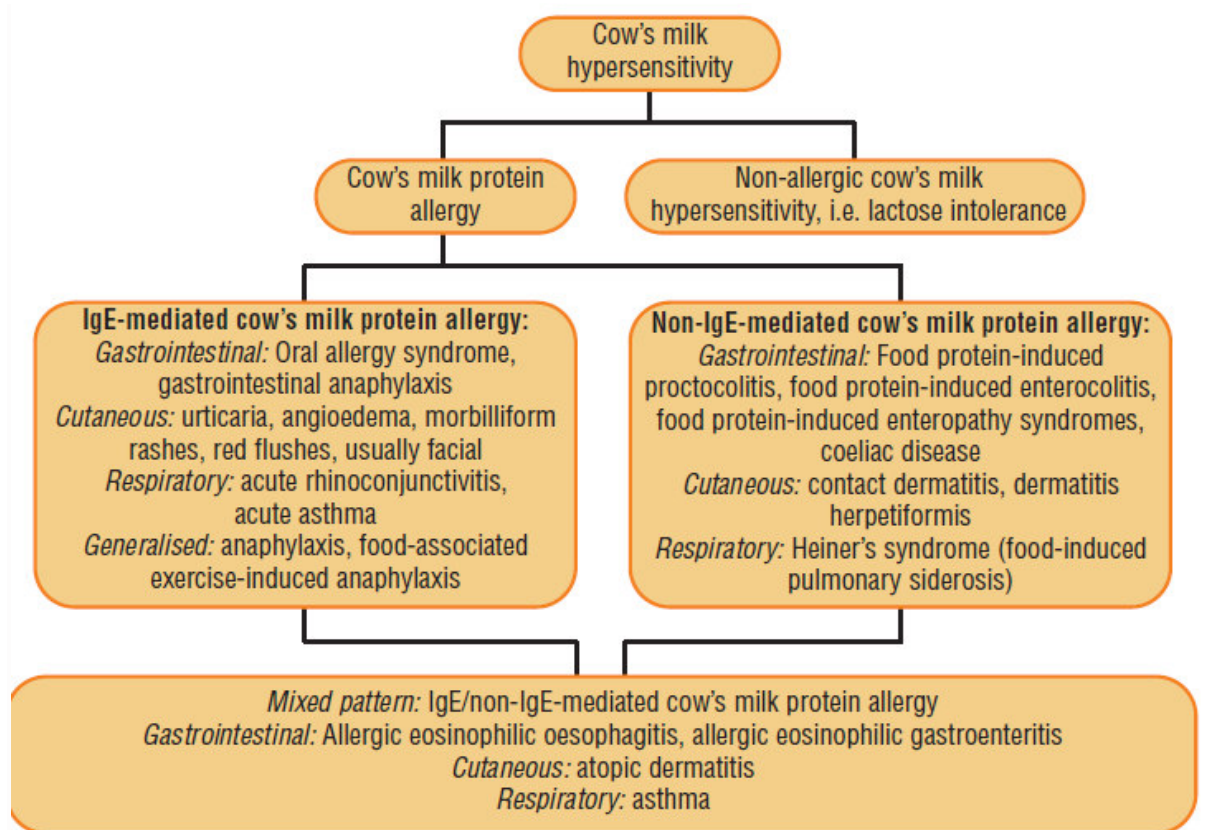 Cow's milk
hypersensitivity
Cow's milk protein
allergy
Non-allergic cow's milk
hypersensitivity, i.e. lactose intolerance
IgE-mediated cow's milk protein allergy:
Gastrointestinal: Oral allergy syndrome,
gastrointestinal anaphylaxis
Cutaneous: urticaria, angioedema, morbilliform
rashes, red flushes, usually facial
Respiratory: acute rhinoconjunctivitis,
acute asthma
Generalised: anaphylaxis, food-associated
exercise-induced anaphylaxis
Non-IgE-mediated cow's milk protein allergy:
Gastrointestinal: Food protein-induced
proctocolitis, food protein-induced enterocolitis,
food protein-induced enteropathy syndromes,
coeliac disease
Cutaneous: contact dermatitis, dermatitis
herpetiformis
Respiratory: Heiner's syndrome (food-induced
pulmonary siderosis)
Mixed pattern: IgE/non-IgE-mediated cow's milk protein allergy
Gastrointestinal: Allergic eosinophilic oesophagitis, allergic eosinophilic gastroenteritis
Cutaneous: atopic dermatitis
Respiratory: asthma